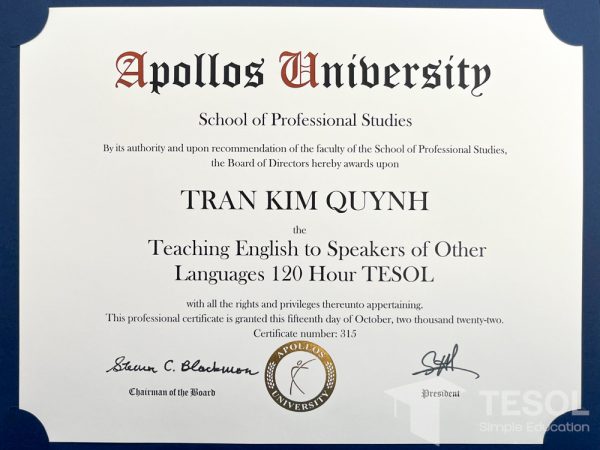 Apollos University
School of Professional Studies
By its authority and upon recommendation of the faculty of the School of Professional Studies,
the Board of Directors hereby awards upon
TRAN KIM QUYNH
the
Teaching English to Speakers of Other
Languages 120 Hour TESOL
with all the rights and privileges thereunto appertaining.
This professional certificate is granted this fifteenth day of October, two thousand twenty-two.
Certificate number: 315
Steven C. Blackmon
APOLLOS
UNIVERSITY
Chairman of the Board
President
TESOL
Simple Education